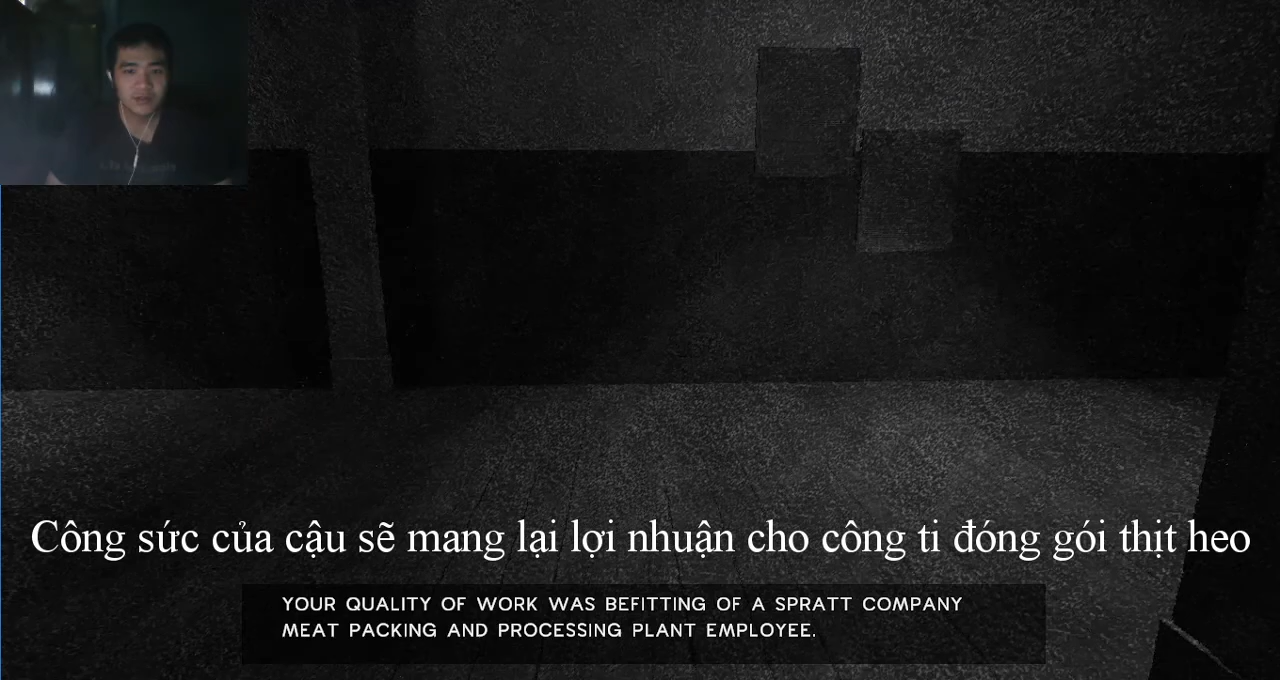 Công sức của cậu sẽ mang lại lợi nhuận cho công ti đóng gói thịt heo
YOUR QUALITY OF WORK WAS BEFITTING OF A SPRATT COMPANY
MEAT PACKING AND PROCESSING PLANT EMPLOYEE.